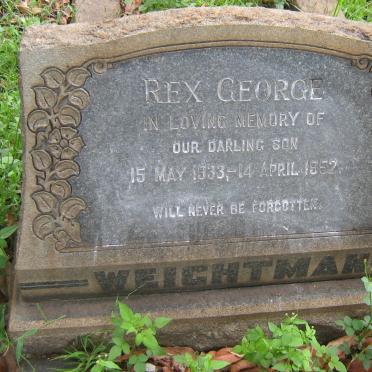 REX GEORGE
IN LOVING MEMORY OF
OUR DARLING SON
15 MAY 1933,-14 APRIL 1952.
WILL NEVER BE FORGOTTEN.
WEIGHTMAN